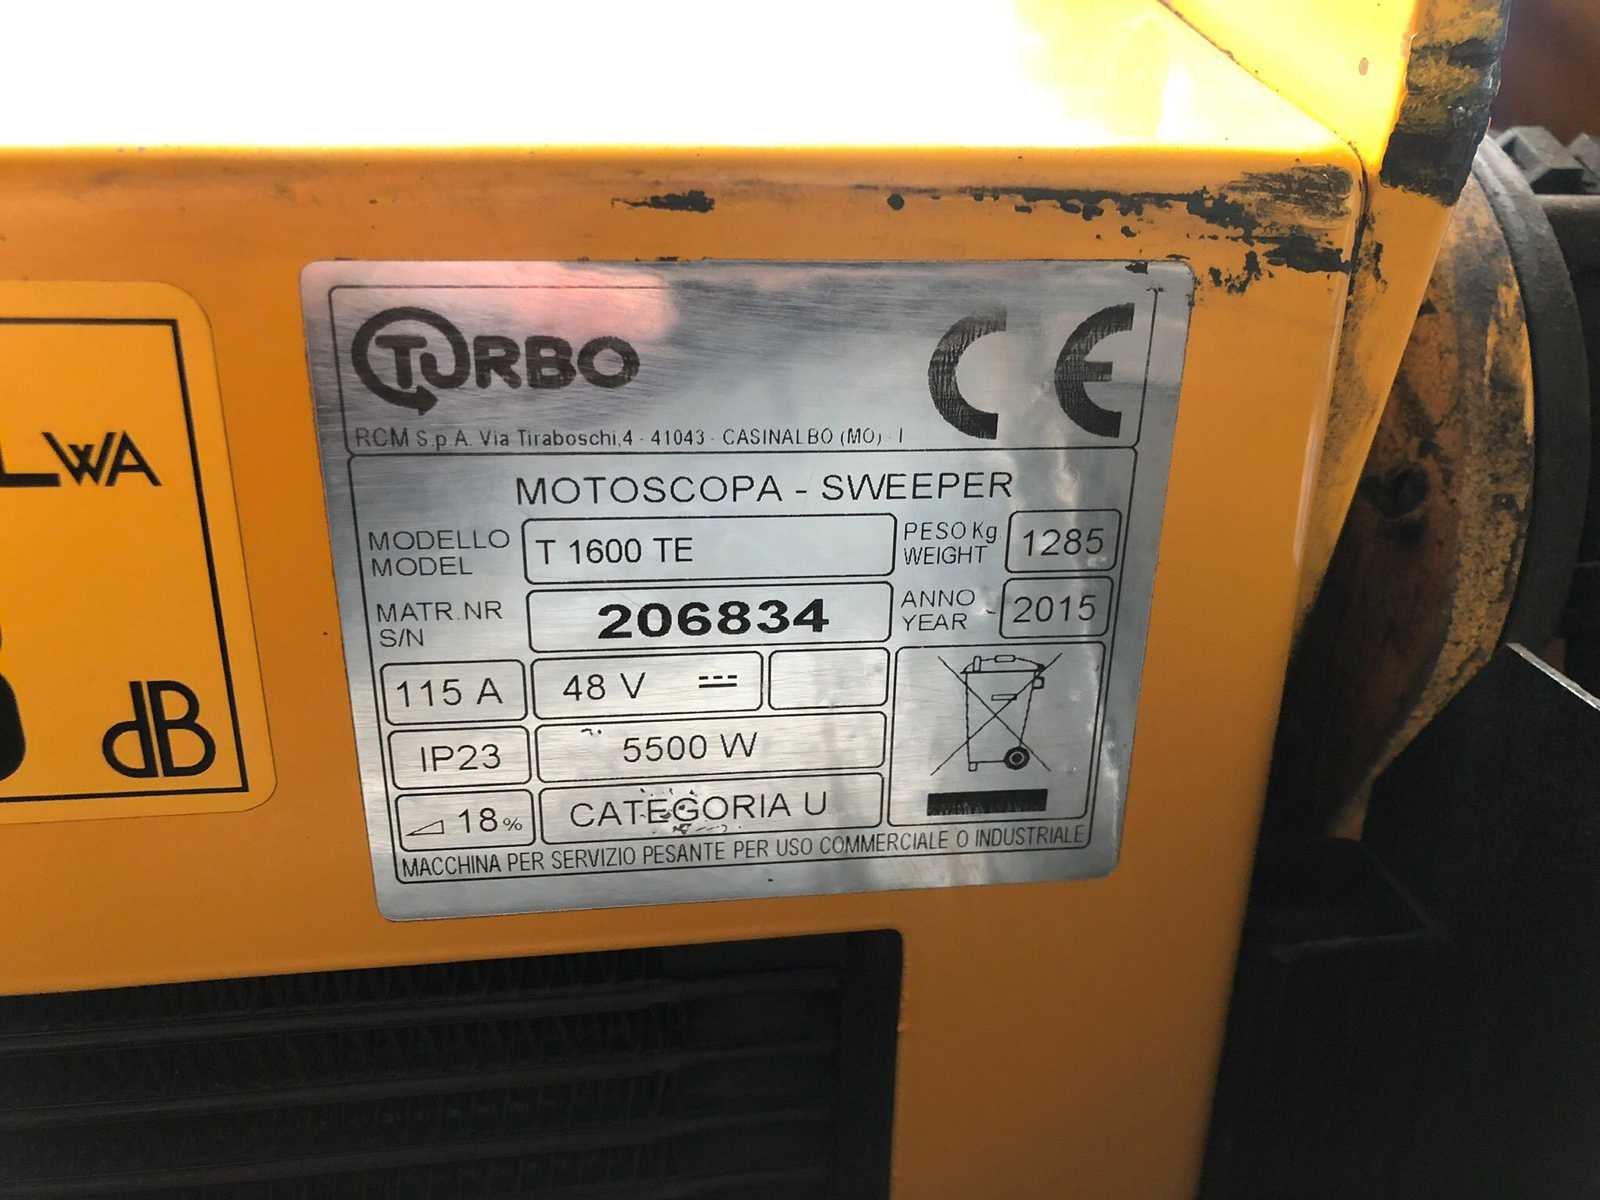 LWA
dB
TURBO
CE
RCM S.p.A. Via Tiraboschi,4 - 41043 - CASINALBO (MO) - I
MOTOSCOPA - SWEEPER
MODELLO
MODEL
T 1600 TE
PESO Kg
WEIGHT
1285
MATR.NR
S/N
206834
ANNO
YEAR
2015
115 A
48 V
IP23
5500 W
18%
CATEGORIA U
MACCHINA PER SERVIZIO PESANTE PER USO COMMERCIALE O INDUSTRIALE